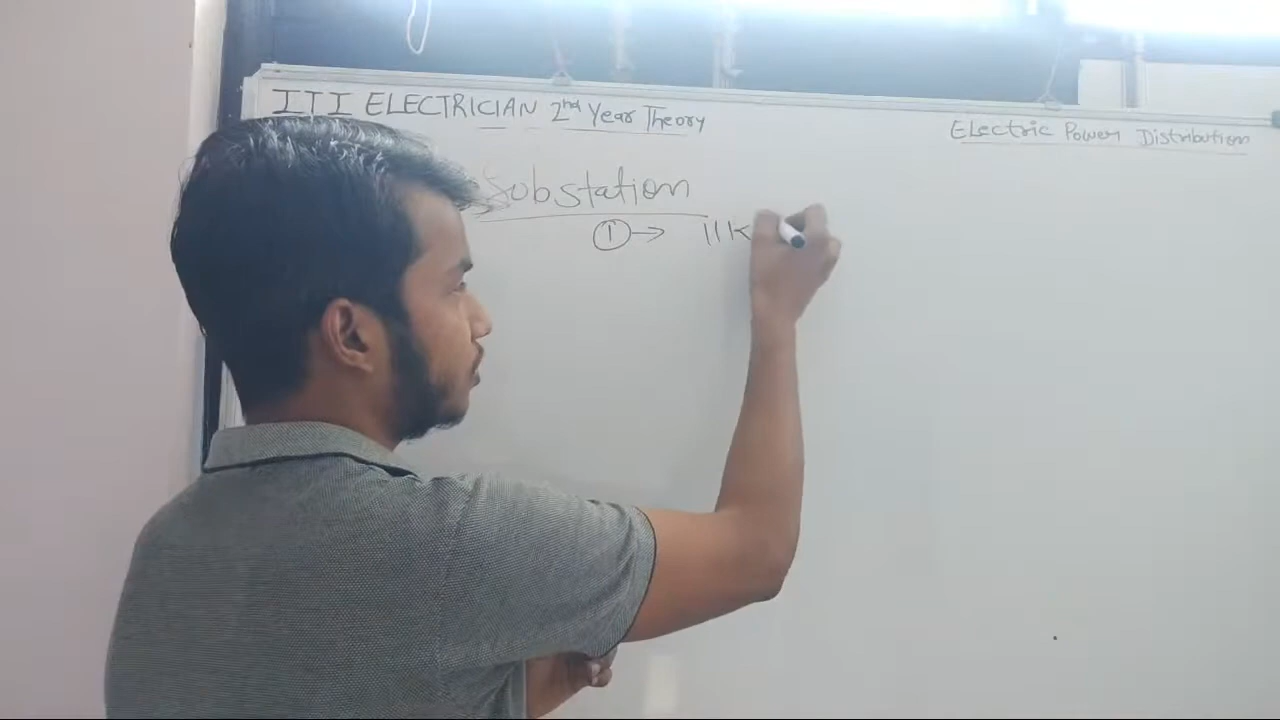 ITI ELECTRICIAN 2nd Year Theory
Electric Power Distribution
Substation
① → 11K